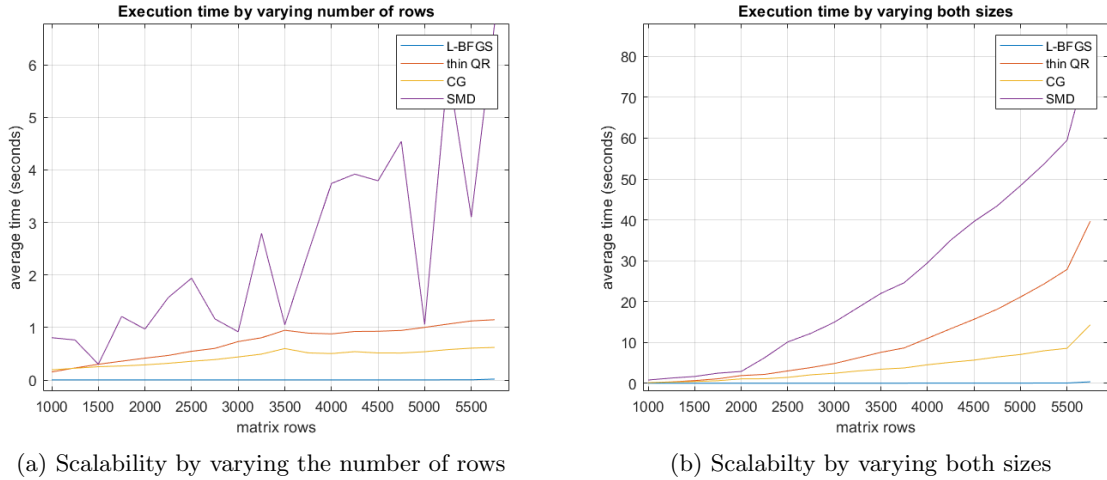 Execution time by varying number of rows
L-BFGS
thin QR
CG
SMD
6
5
4
3
2
1
0
average time (seconds)
1000 1500 2000 2500 3000 3500 4000 4500 5000 5500
matrix rows
(a) Scalability by varying the number of rows
Execution time by varying both sizes
L-BFGS
thin QR
CG
SMD
80
70
60
50
40
30
20
10
0
average time (seconds)
1000 1500 2000 2500 3000 3500 4000 4500 5000 5500
matrix rows
(b) Scalabilty by varying both sizes